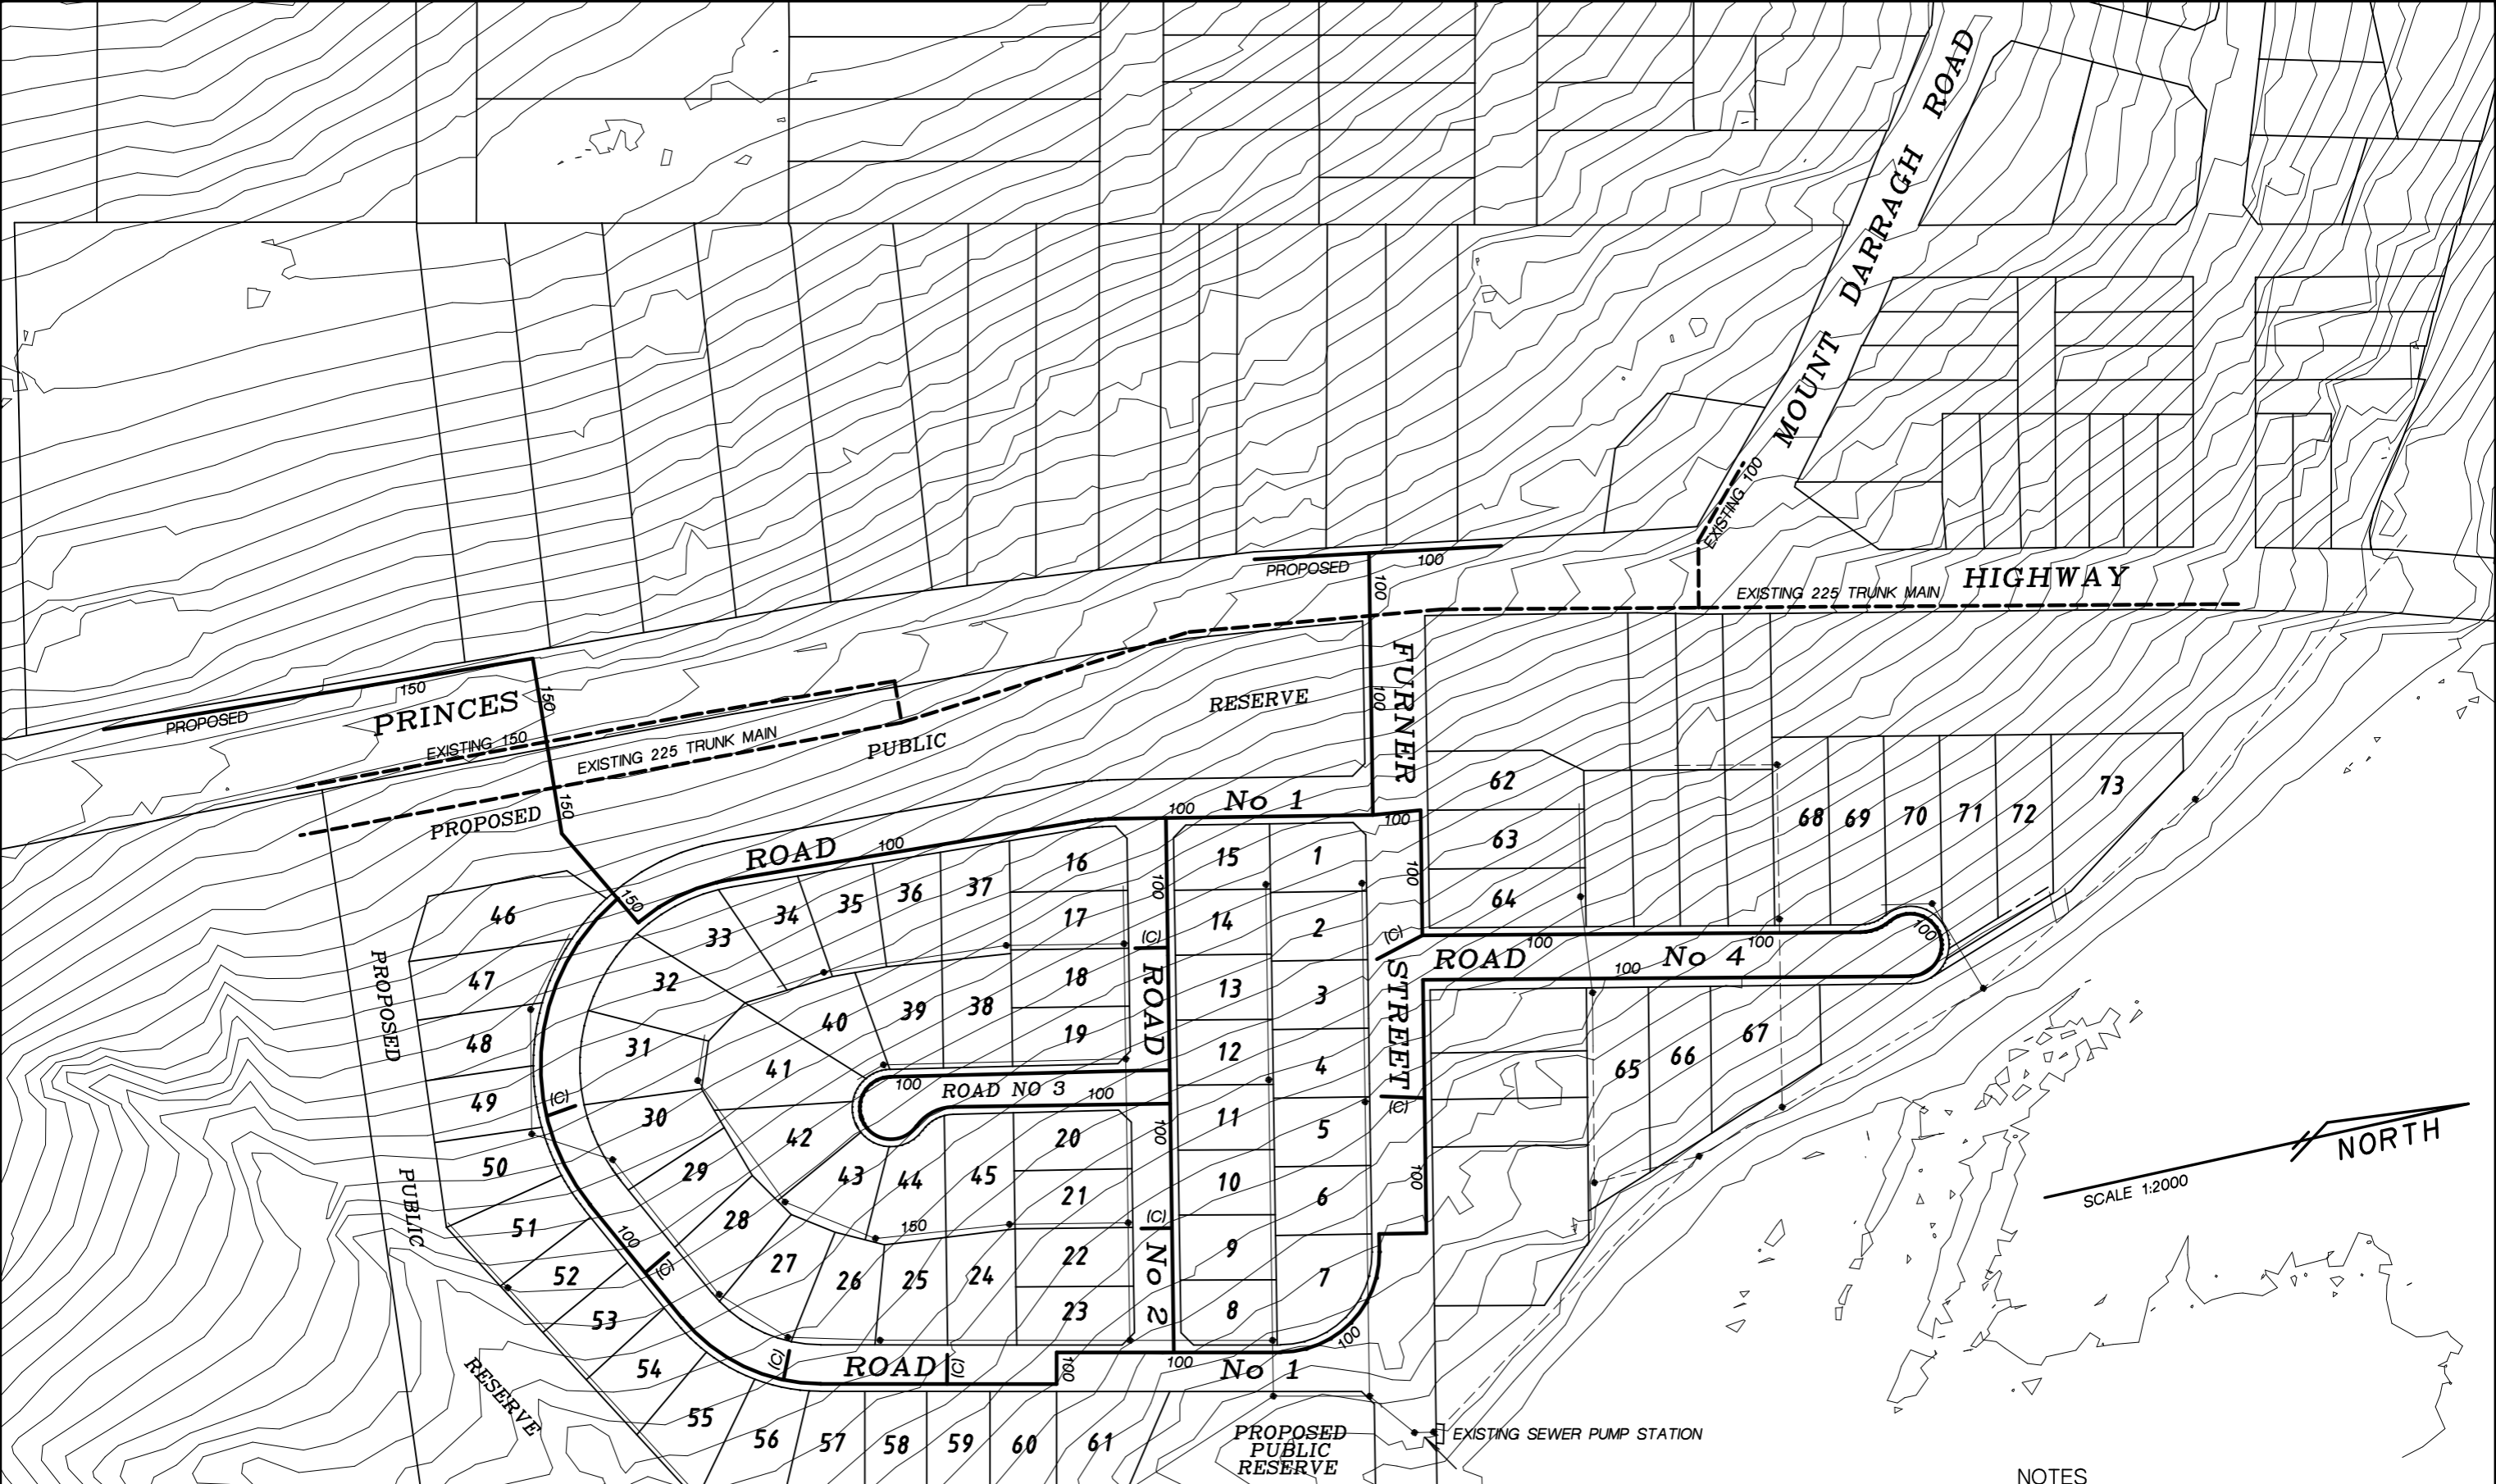 MOUNT DARRAGH ROAD
EXISTING 100
HIGHWAY
EXISTING 225 TRUNK MAIN
PROPOSED
100
100
FURNER
100
RESERVE
PUBLIC
PRINCES
150
PROPOSED
150
EXISTING 150
EXISTING 225 TRUNK MAIN
PROPOSED
150
150
ROAD
100
100
No 1
100
100
100
62
63
64
68
69
70
71
72
73
15
1
16
14
2
17
37
36
35
34
33
32
46
47
48
49
50
51
52
53
54
55
56
57
58
59
60
61
PROPOSED
PUBLIC
RESERVE
(C)
ROAD
(C)
STREET
(C)
ROAD
100
No 4
100
100
100
13
3
18
38
39
40
31
12
4
19
41
30
(C)
100
ROAD NO 3
100
100
11
5
20
42
29
65
66
67
10
6
21
45
44
43
28
100
150
(C)
No 2
9
7
22
24
25
26
27
100
(C)
8
23
(C)
ROAD
(C)
100
100
No 1
100
PROPOSED
PUBLIC
RESERVE
EXISTING SEWER PUMP STATION
NORTH
SCALE 1:2000
NOTES